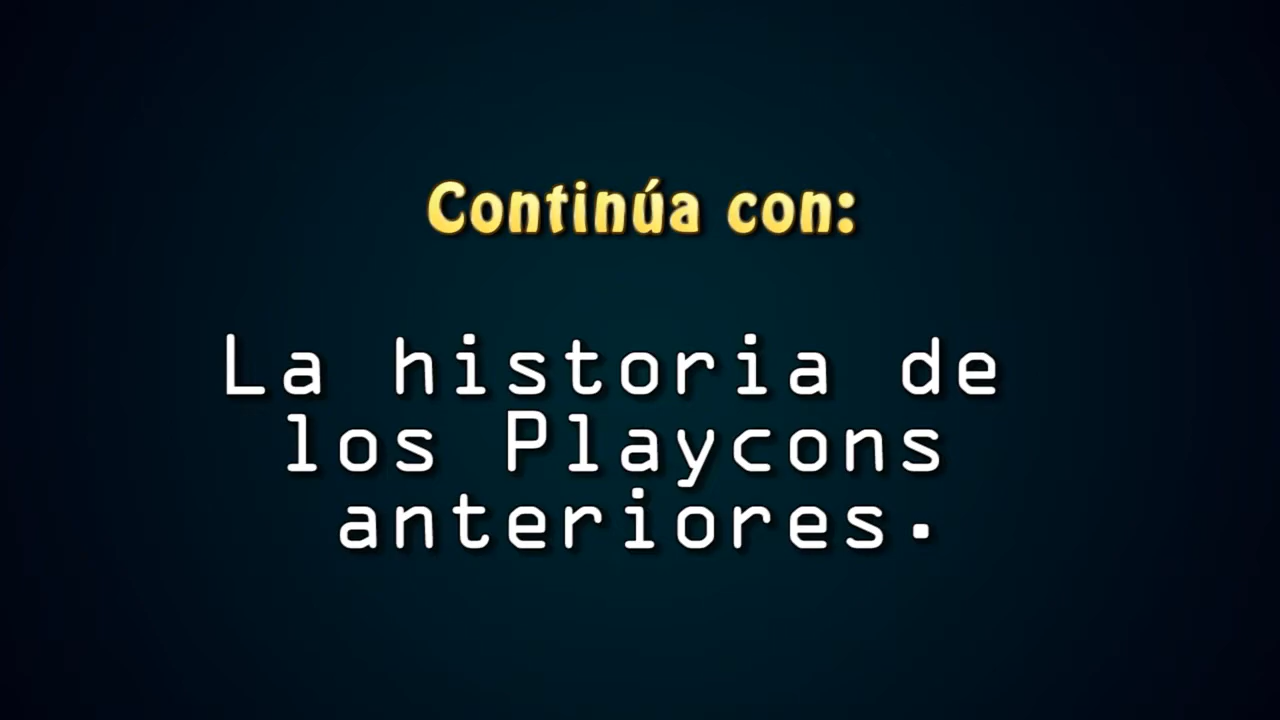 Continúa con:
La historia de
los Playcons
anteriores.